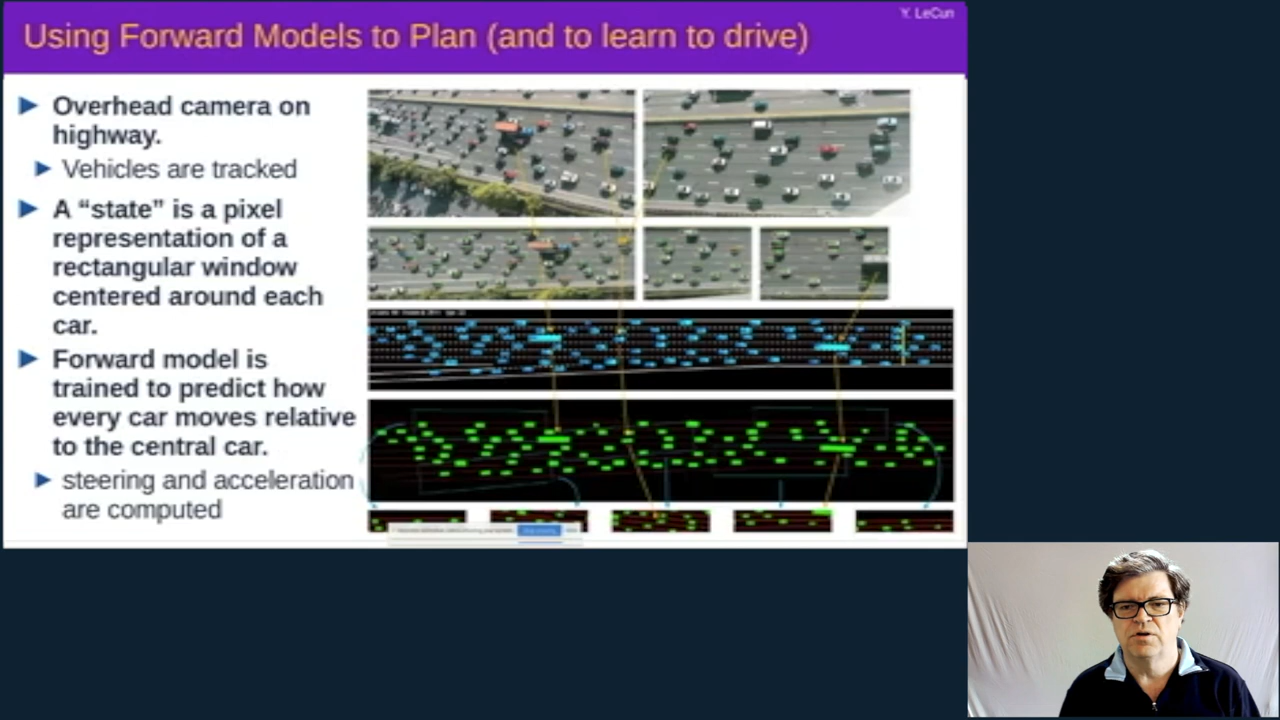 Y. LeCun
Using Forward Models to Plan (and to learn to drive)
Overhead camera on
highway.
Vehicles are tracked
A “state” is a pixel
representation of a
rectangular window
centered around each
car.
Forward model is
trained to predict how
every car moves relative
to the central car.
steering and acceleration
are computed